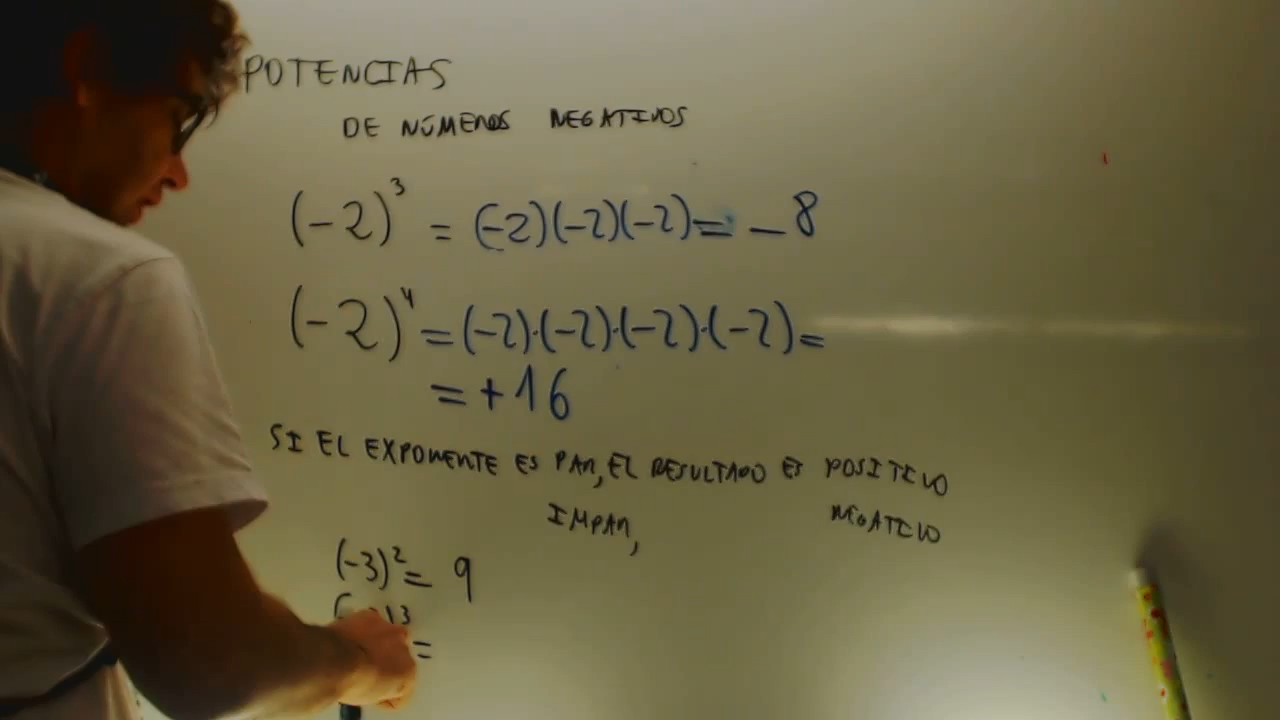 POTENCIAS
DE NÚMEROS NEGATIVOS
(-2)³ = (-2)(-2)(-2) = -8
(-2)⁴ = (-2)·(-2)·(-2)·(-2) =
= +16
SI EL EXPONENTE ES PAR, EL RESULTADO ES POSITIVO
IMPAR, NEGATIVO
(-3)² = 9
( )³ =